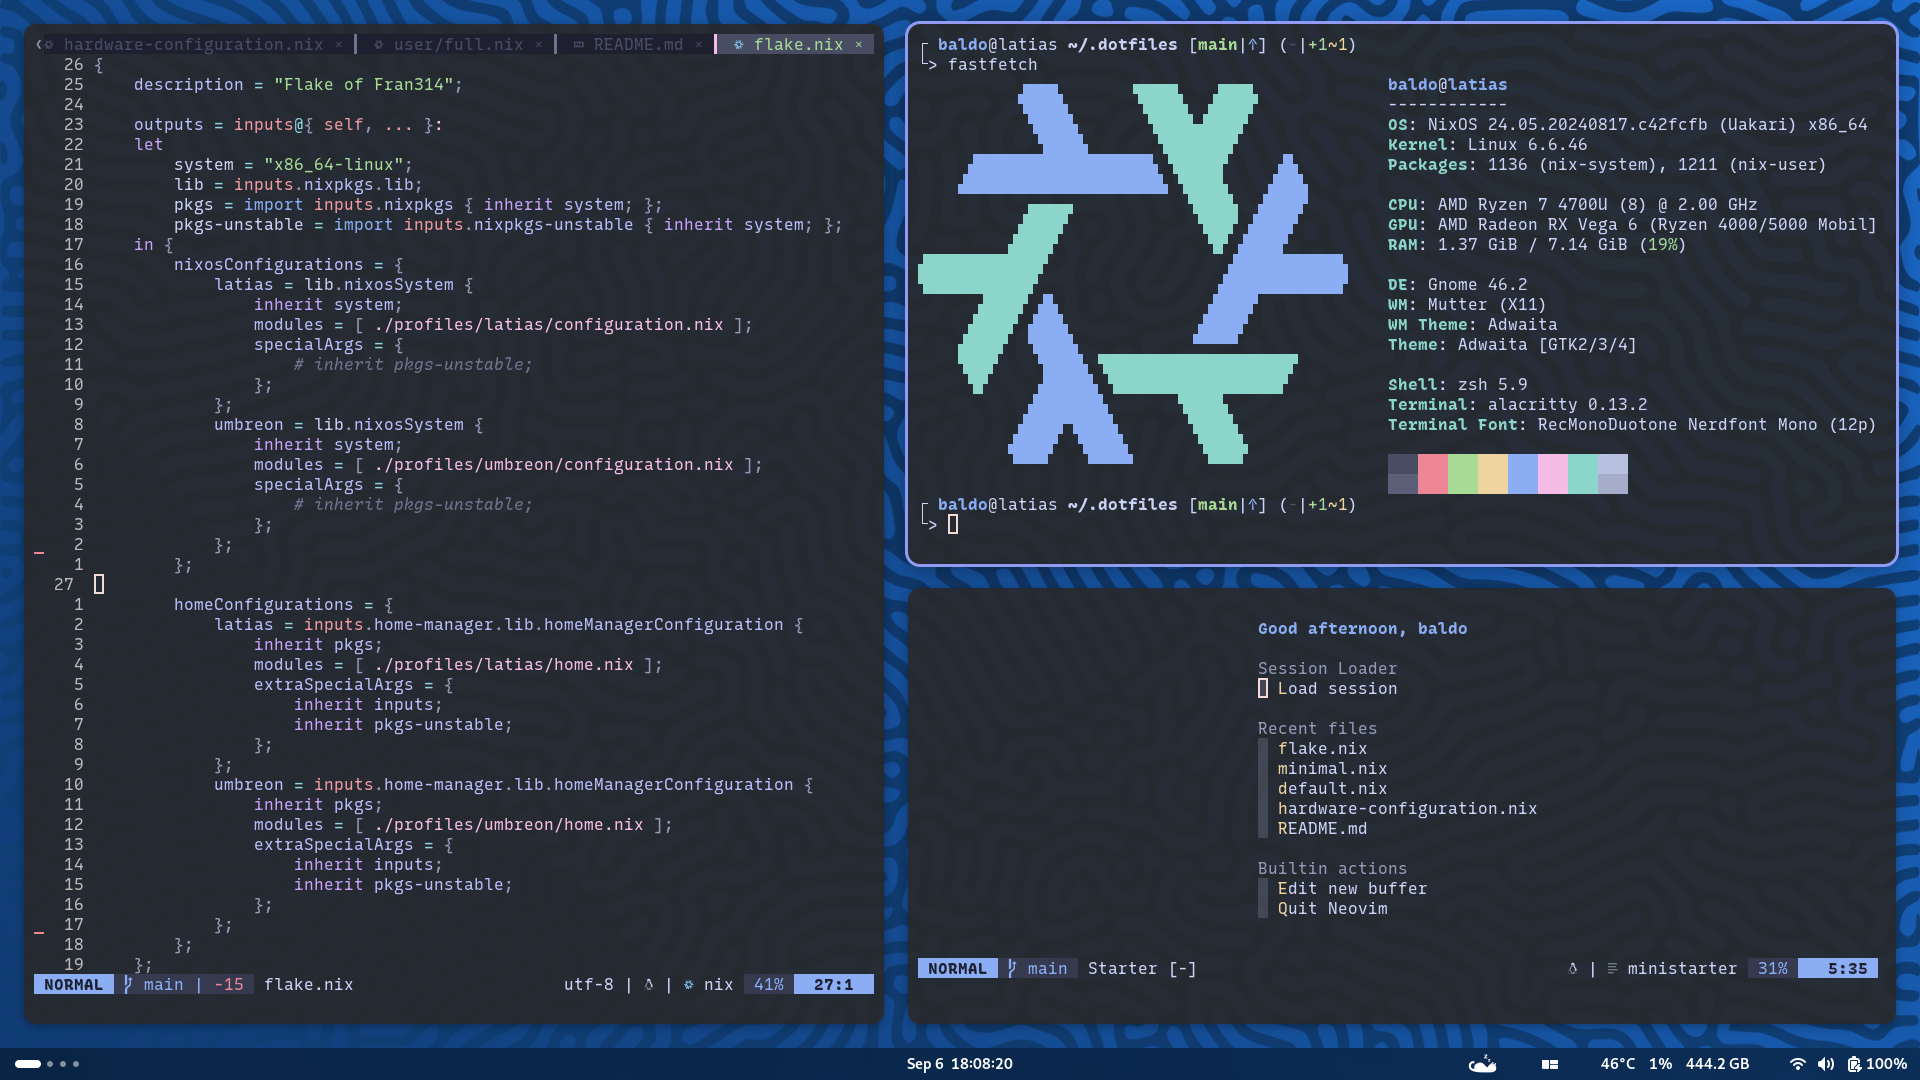 hardware-configuration.nix × user/full.nix × README.md × flake.nix ×
26 {
25 description = "Flake of Fran314";
24
23 outputs = inputs@{ self, ... }:
22 let
21 system = "x86_64-linux";
20 lib = inputs.nixpkgs.lib;
19 pkgs = import inputs.nixpkgs { inherit system; };
18 pkgs-unstable = import inputs.nixpkgs-unstable { inherit system; };
17 in {
16 nixosConfigurations = {
15 latias = lib.nixosSystem {
14 inherit system;
13 modules = [ ./profiles/latias/configuration.nix ];
12 specialArgs = {
11 # inherit pkgs-unstable;
10 };
9 };
8 umbreon = lib.nixosSystem {
7 inherit system;
6 modules = [ ./profiles/umbreon/configuration.nix ];
5 specialArgs = {
4 # inherit pkgs-unstable;
3 };
2 };
1 };
27
1 homeConfigurations = {
2 latias = inputs.home-manager.lib.homeManagerConfiguration {
3 inherit pkgs;
4 modules = [ ./profiles/latias/home.nix ];
5 extraSpecialArgs = {
6 inherit inputs;
7 inherit pkgs-unstable;
8 };
9 };
10 umbreon = inputs.home-manager.lib.homeManagerConfiguration {
11 inherit pkgs;
12 modules = [ ./profiles/umbreon/home.nix ];
13 extraSpecialArgs = {
14 inherit inputs;
15 inherit pkgs-unstable;
16 };
17 };
18 };
19 };
NORMAL main | -15 flake.nix utf-8 | | nix 41% 27:1
baldo@latias ~/.dotfiles [main|↑] (-|+1~1)
> fastfetch
baldo@latias
------------
OS: NixOS 24.05.20240817.c42fcfb (Uakari) x86_64
Kernel: Linux 6.6.46
Packages: 1136 (nix-system), 1211 (nix-user)
CPU: AMD Ryzen 7 4700U (8) @ 2.00 GHz
GPU: AMD Radeon RX Vega 6 (Ryzen 4000/5000 Mobil]
RAM: 1.37 GiB / 7.14 GiB (19%)
DE: Gnome 46.2
WM: Mutter (X11)
WM Theme: Adwaita
Theme: Adwaita [GTK2/3/4]
Shell: zsh 5.9
Terminal: alacritty 0.13.2
Terminal Font: RecMonoDuotone Nerdfont Mono (12p)
baldo@latias ~/.dotfiles [main|↑] (-|+1~1)
>
Good afternoon, baldo
Session Loader
Load session
Recent files
flake.nix
minimal.nix
default.nix
hardware-configuration.nix
README.md
Builtin actions
Edit new buffer
Quit Neovim
NORMAL main Starter [-] | ministarter 31% 5:35
Sep 6 18:08:20 46°C 1% 444.2 GB 100%